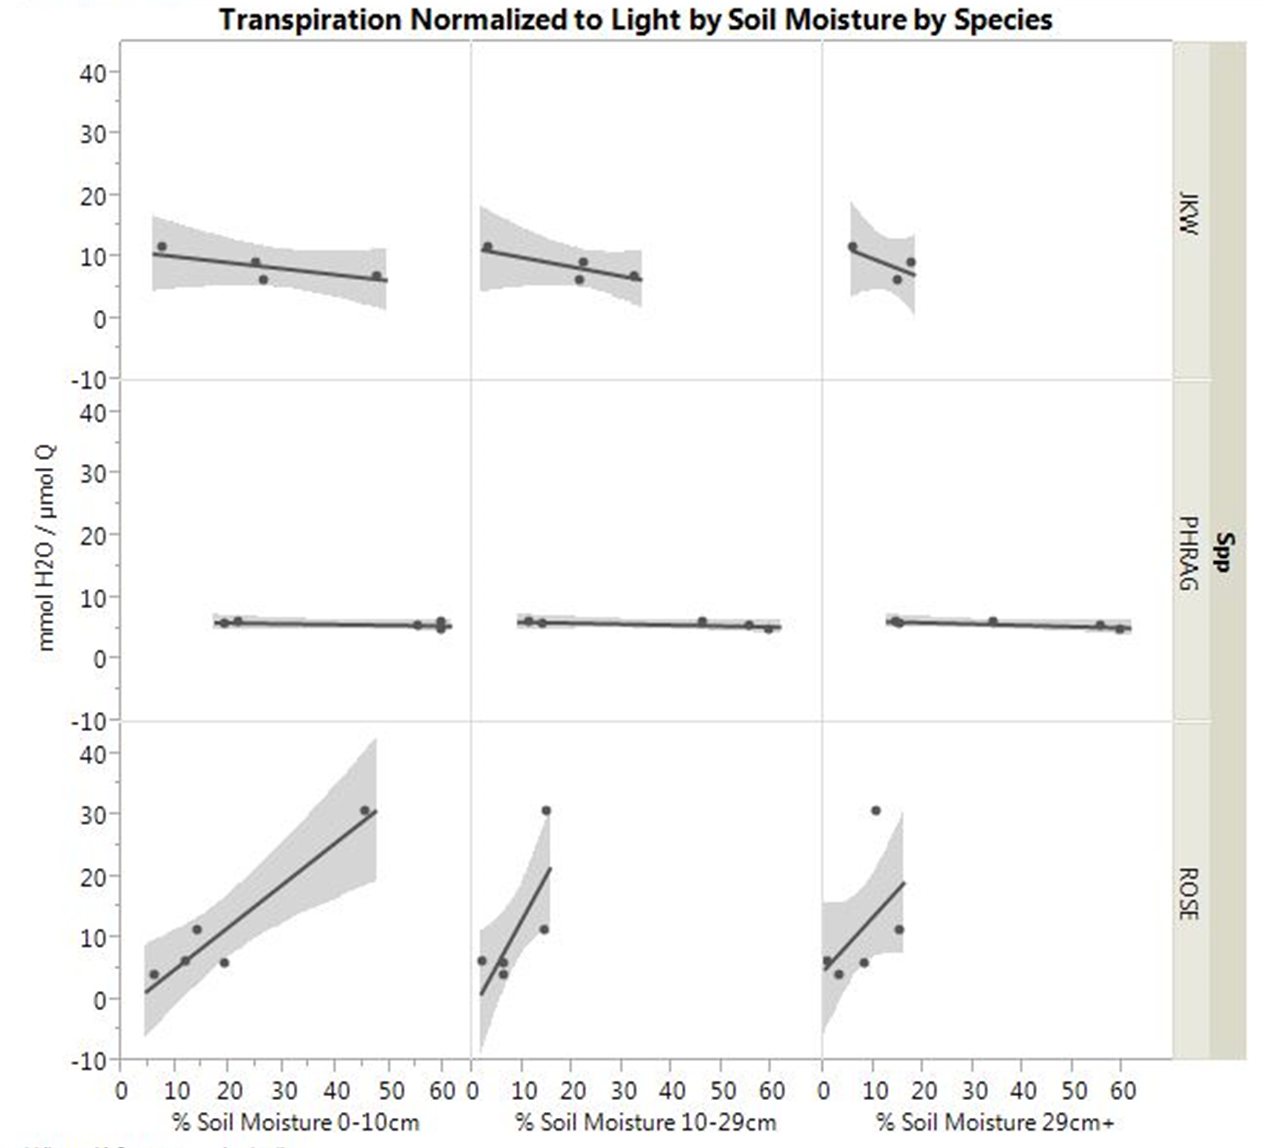 Transpiration Normalized to Light by Soil Moisture by Species
mmol H2O / µmol Q
40
30
20
10
0
-10
JKW
40
30
20
10
0
-10
PHRAG
Spp
40
30
20
10
0
-10
ROSE
0 10 20 30 40 50 60 0 10 20 30 40 50 60 0 10 20 30 40 50 60
% Soil Moisture 0-10cm % Soil Moisture 10-29cm % Soil Moisture 29cm+